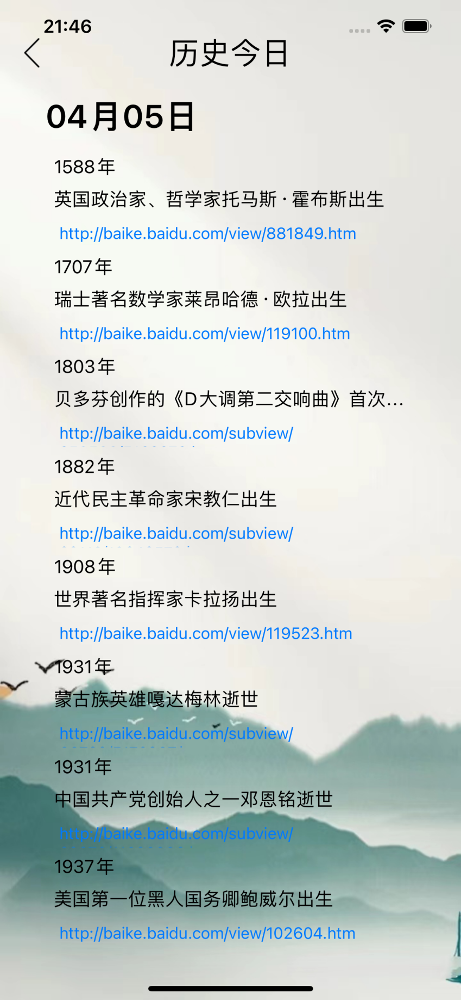 21:46
历史今日
04月05日
1588年
英国政治家、哲学家托马斯·霍布斯出生
http://baike.baidu.com/view/881849.htm
1707年
瑞士著名数学家莱昂哈德·欧拉出生
http://baike.baidu.com/view/119100.htm
1803年
贝多芬创作的《D大调第二交响曲》首次...
http://baike.baidu.com/subview/
1882年
近代民主革命家宋教仁出生
http://baike.baidu.com/subview/
1908年
世界著名指挥家卡拉扬出生
http://baike.baidu.com/view/119523.htm
1931年
蒙古族英雄嘎达梅林逝世
http://baike.baidu.com/subview/
1931年
中国共产党创始人之一邓恩铭逝世
http://baike.baidu.com/subview/
1937年
美国第一位黑人国务卿鲍威尔出生
http://baike.baidu.com/view/102604.htm